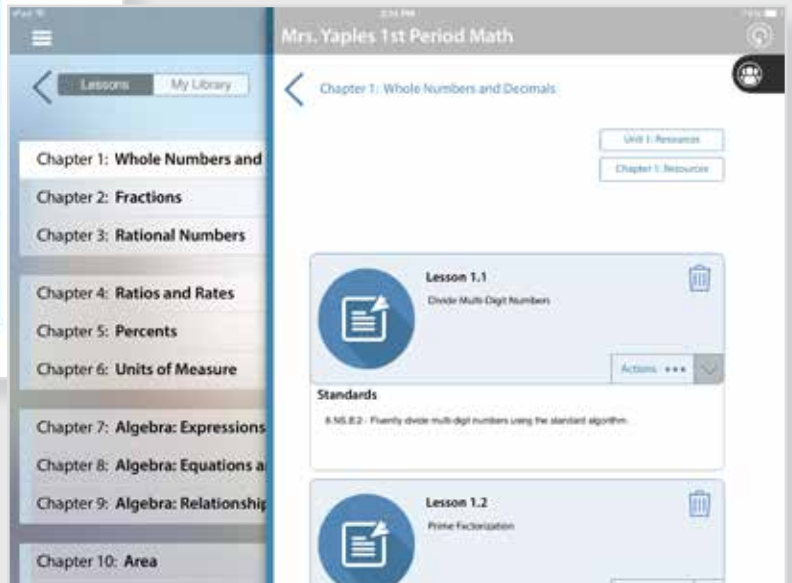 iPad
2:34 PM
Mrs. Yaples 1st Period Math
Lessons
My Library
Chapter 1: Whole Numbers and
Chapter 2: Fractions
Chapter 3: Rational Numbers
Chapter 4: Ratios and Rates
Chapter 5: Percents
Chapter 6: Units of Measure
Chapter 7: Algebra: Expressions
Chapter 8: Algebra: Equations a
Chapter 9: Algebra: Relationship
Chapter 10: Area
Chapter 1: Whole Numbers and Decimals
Unit 1: Resources
Chapter 1: Resources
Lesson 1.1
Divide Multi-Digit Numbers
Actions
Standards
6.NS.B.2 - Fluently divide multi-digit numbers using the standard algorithm
Lesson 1.2
Prime Factorization